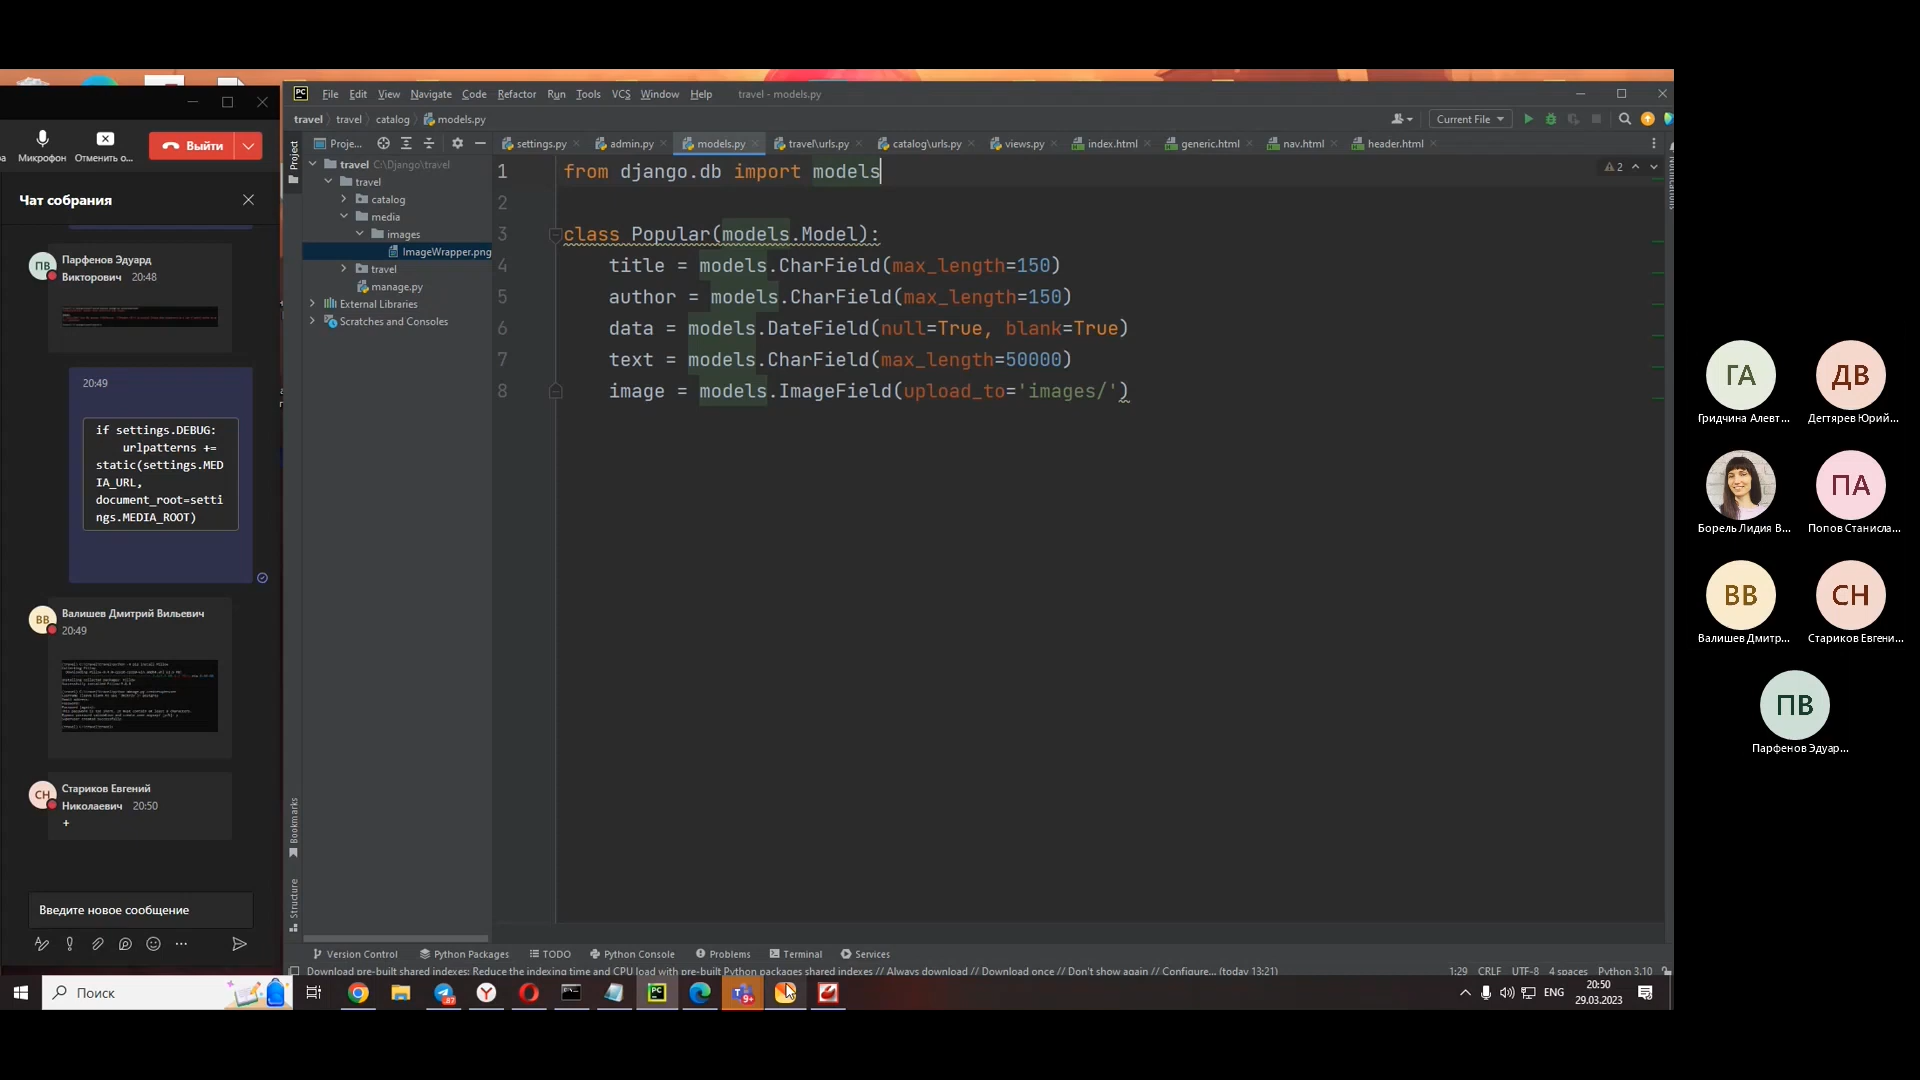 File Edit View Navigate Code Refactor Run Tools VCS Window Help travel - models.py
travel travel catalog models.py
Current File
Микрофон
Отменить о...
Выйти
Чат собрания
Парфенов Эдуард
Викторович 20:48
20:49
if settings.DEBUG:
urlpatterns +=
static(settings.MED
IA_URL,
document_root=setti
ngs.MEDIA_ROOT)
ВВ
Валишев Дмитрий Вильевич
20:49
СН
Стариков Евгений
Николаевич 20:50
+
Введите новое сообщение
Project
Proje...
travel C:\Django\travel
travel
catalog
media
images
ImageWrapper.png
travel
manage.py
External Libraries
Scratches and Consoles
Bookmarks
Structure
settings.py admin.py models.py travel\urls.py catalog\urls.py views.py index.html generic.html nav.html header.html
2
1 from django.db import models
2
3 class Popular(models.Model):
4 title = models.CharField(max_length=150)
5 author = models.CharField(max_length=150)
6 data = models.DateField(null=True, blank=True)
7 text = models.CharField(max_length=50000)
8 image = models.ImageField(upload_to='images/')
Version Control Python Packages TODO Python Console Problems Terminal Services
Download pre-built shared indexes: Reduce the indexing time and CPU load with pre-built Python packages shared indexes // Always download // Download once // Don't show again // Configure... (today 13:21)
1:29 CRLF UTF-8 4 spaces Python 3.10
Поиск
ENG
20:50
29.03.2023
ГА
Гридчина Алевт...
ДВ
Дегтярев Юрий...
Борель Лидия В...
ПА
Попов Станисла...
ВВ
Валишев Дмитр...
СН
Стариков Евгени...
ПВ
Парфенов Эдуар...